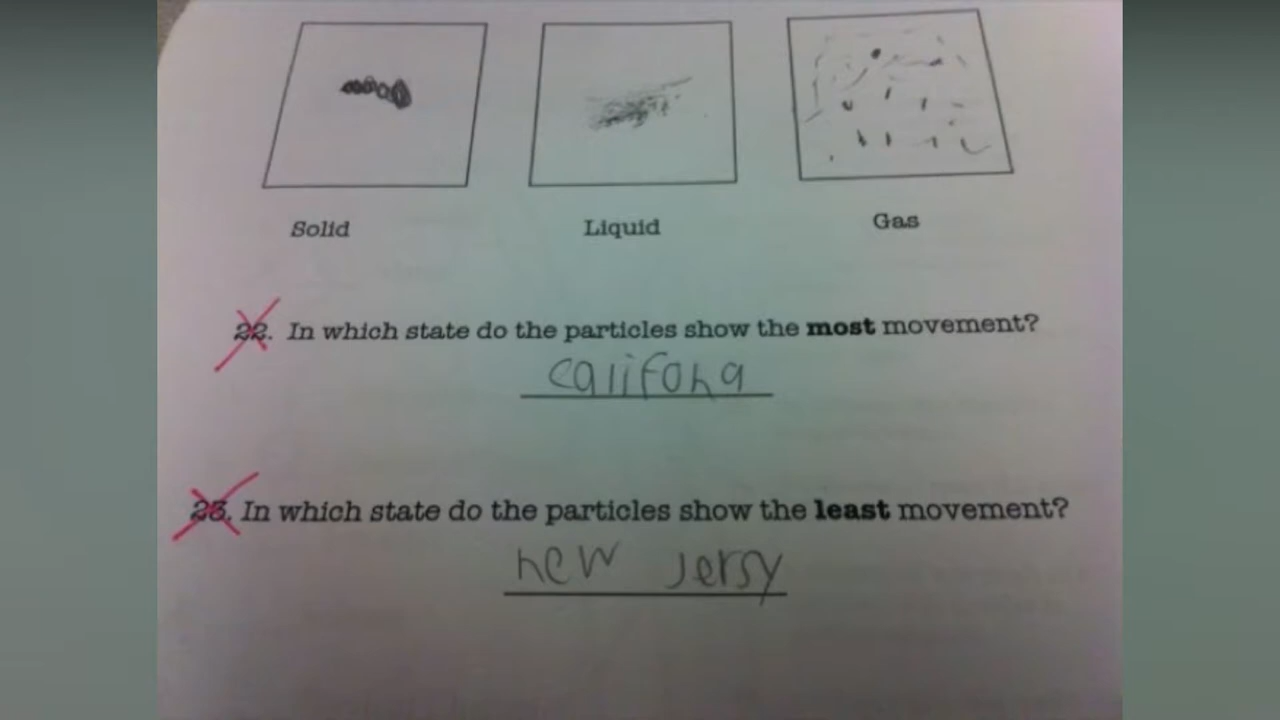 Solid Liquid Gas
22. In which state do the particles show the most movement?
califona
23. In which state do the particles show the least movement?
new jersy